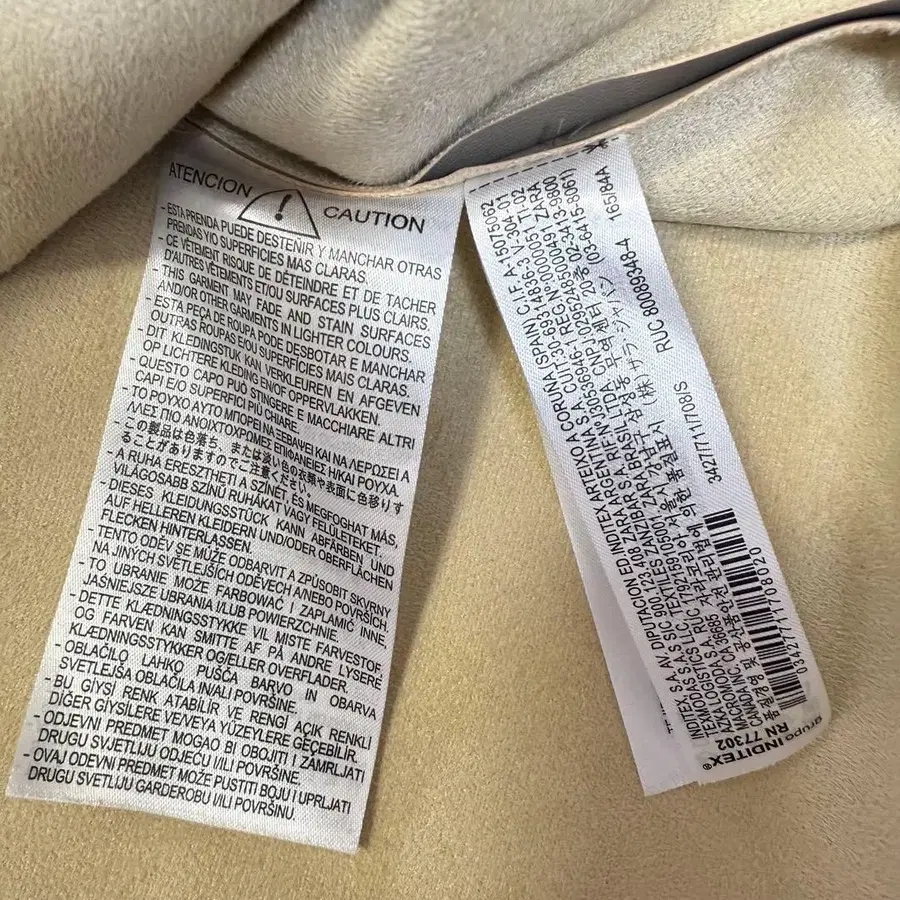 ATENCION
CAUTION
- ESTA PRENDA PUEDE DESTEÑIR Y MANCHAR OTRAS
PRENDAS Y/O SUPERFICIES MAS CLARAS.
- CE VÊTEMENT RISQUE DE DÉTEINDRE ET DE TACHER
D'AUTRES VÊTEMENTS ET/OU SURFACES PLUS CLAIRS.
- THIS GARMENT MAY FADE AND STAIN SURFACES
AND/OR OTHER GARMENTS IN LIGHTER COLOURS.
- ESTA PEÇA DE ROUPA PODE DESBOTAR E MANCHAR
OUTRAS ROUPAS E/OU SUPERFÍCIES MAIS CLARAS.
- DIT KLEDINGSTUK KAN VERKLEUREN EN AFGEVEN
OP LICHTERE KLEDING EN/OF OPPERVLAKKEN.
- QUESTO CAPO PUÒ STINGERE E MACCHIARE ALTRI
CAPI E/O SUPERFICI PIÙ CHIARE.
- ΤΟ ΡΟΥΧΟ ΑΥΤΟ ΜΠΟΡΕΙ ΝΑ ΞΕΒΑΨΕΙ ΚΑΙ ΝΑ ΛΕΡΩΣΕΙ Α
ΛΛΕΣ ΠΙΟ ΑΝΟΙΧΤΟΧΡΩΜΕΣ ΕΠΙΦΑΝΕΙΕΣ Η/ΚΑΙ ΡΟΥΧΑ.
- この製品は色落ち、または淡い色の衣類や表面に色移りす
ることがありますのでご注意ください。
- A RUHA ERESZTHETI A SZÍNÉT, ÉS MEGFOGHAT MÁS,
VILÁGOSABB SZÍNŰ RUHÁKAT VAGY FELÜLETEKET.
- DIESES KLEIDUNGSSTÜCK KANN ABFÄRBEN UND
AUF HELLEREN KLEIDERN UND/ODER OBERFLÄCHEN
FLECKEN HINTERLASSEN.
- TENTO ODĚV SE MŮŽE ODBARVIT A ZPŮSOBIT SKVRNY
NA JINÝCH SVĚTLEJŠÍCH ODĚVECH A/NEBO POVRŠÍCH.
- TO UBRANIE MOŻE FARBOWAĆ I ZAPLAMIĆ INNE
JAŚNIEJSZE UBRANIA I/LUB POWIERZCHNIE.
- DETTE KLÆDNINGSSTYKKE VIL MISTE FARVESTOF
OG FARVEN KAN SMITTE AF PÅ ANDRE LYSERE
KLÆDNINGSSTYKKER OG/ELLER OVERFLADER.
- OBLAČILO LAHKO PUŠČA BARVO IN OBARVA
SVETLEJŠA OBLAČILA IN/ALI POVRŠINE.
- BU GİYSİ RENK ATABİLİR VE RENGİ AÇIK RENKLİ
DİĞER GİYSİLERE VE/VEYA YÜZEYLERE GEÇEBİLİR.
- ODJEVNI PREDMET MOGAO BI OBOJITI I ZAMRLJATI
DRUGU SVJETLIJU ODJEĆU I/ILI POVRŠINE.
- OVAJ ODEVNI PREDMET MOŽE PUSTITI BOJU I UPRLJATI
DRUGU SVETLIJU GARDEROBU I/ILI POVRŠINU.
INDITEX S.A. AV DIPUTACION ED INDITEX ARTEIXO A CORUÑA (SPAIN) C.I.F. A 15075062
165/84A
RUC 80089348-4
3427/771/1708/IS
034277711708020
grupo INDITEX®
RN 77302